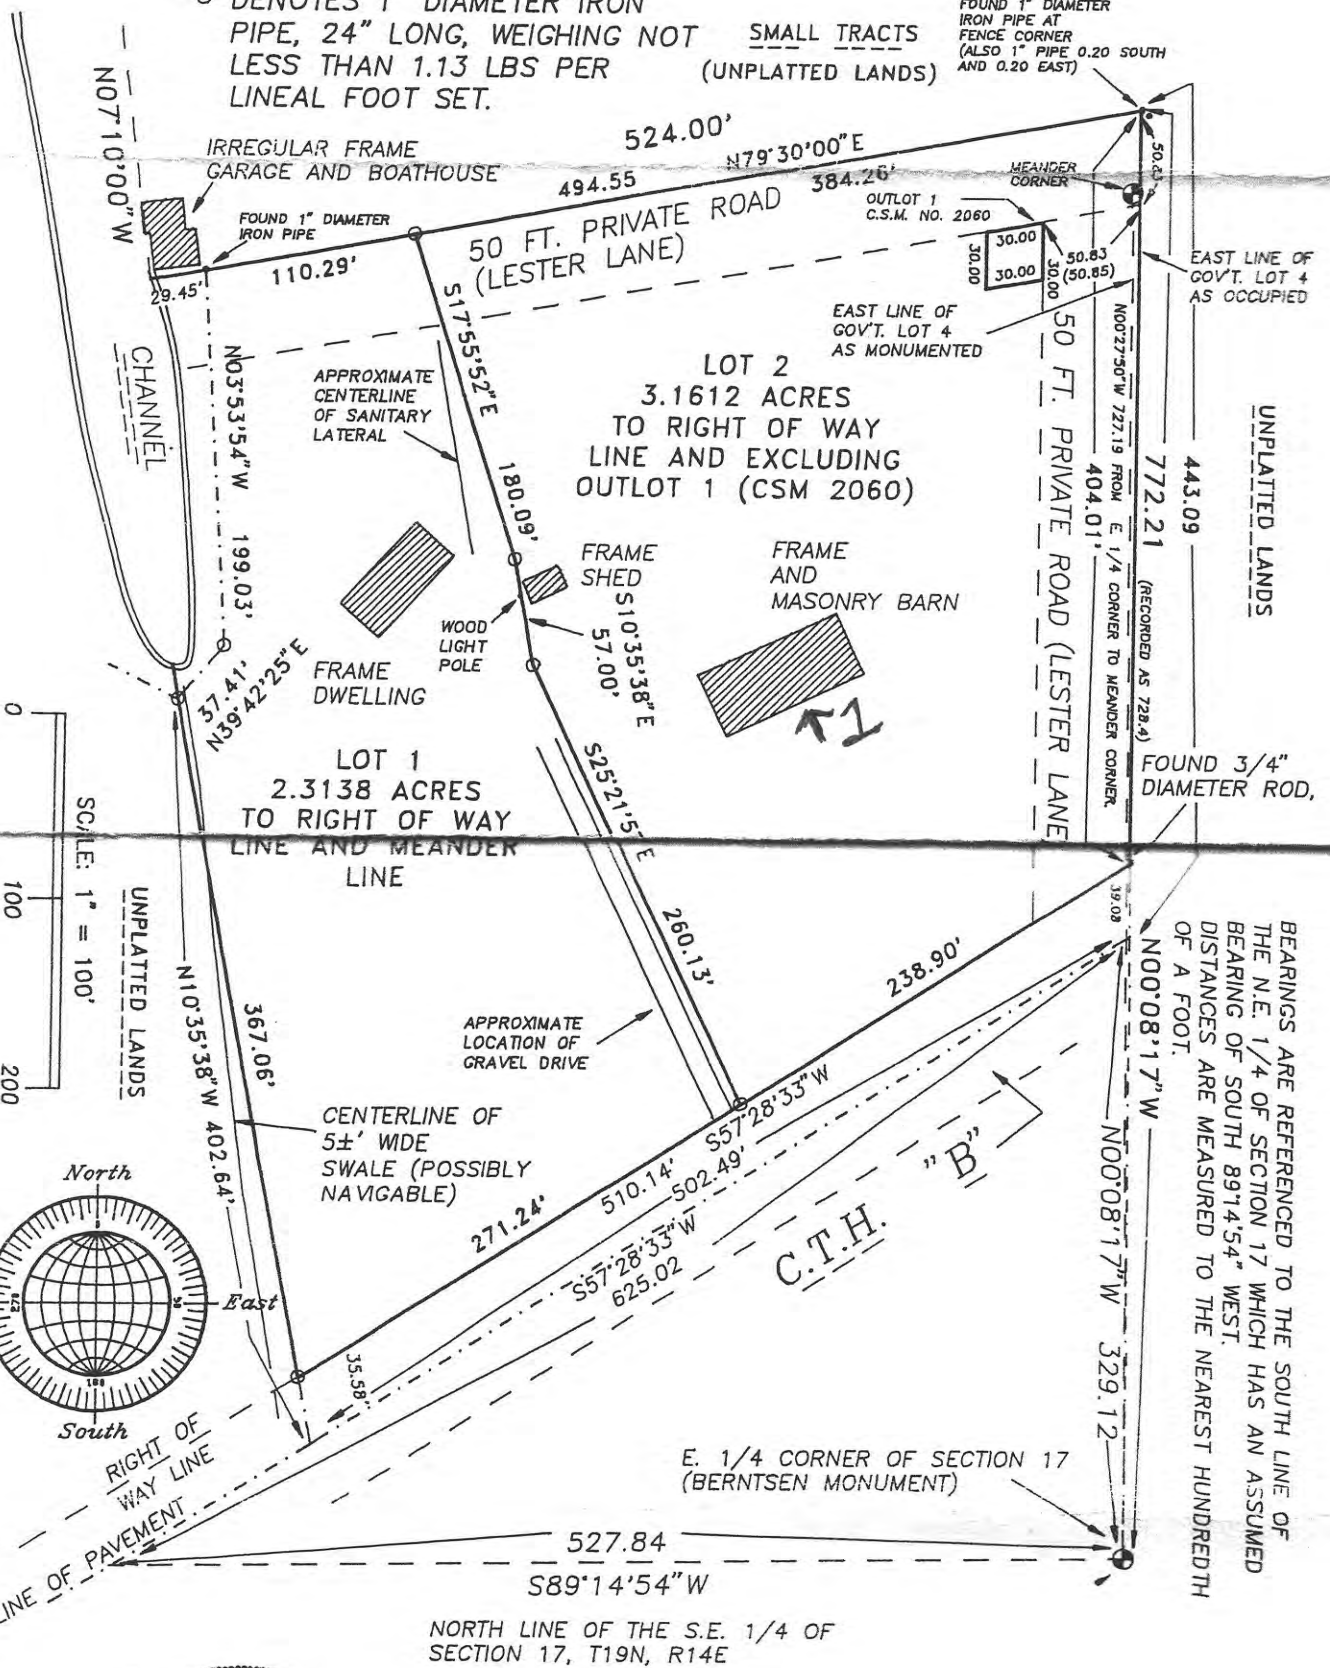 DENOTES 1" DIAMETER IRON
PIPE, 24" LONG, WEIGHING NOT
LESS THAN 1.13 LBS PER
LINEAL FOOT SET.
SMALL TRACTS
(UNPLATTED LANDS)
FOUND 1" DIAMETER
IRON PIPE AT
FENCE CORNER
(ALSO 1" PIPE 0.20 SOUTH
AND 0.20 EAST)
N07°10'00"W
IRREGULAR FRAME
GARAGE AND BOATHOUSE
FOUND 1" DIAMETER
IRON PIPE
524.00'
N79°30'00"E
494.55
384.26'
50 FT. PRIVATE ROAD
(LESTER LANE)
110.29'
29.45'
MEANDER
CORNER
OUTLOT 1
C.S.M. NO. 2060
30.00
30.00
30.00
30.00
50.83
(50.85)
EAST LINE OF
GOV'T. LOT 4
AS OCCUPIED
EAST LINE OF
GOV'T. LOT 4
AS MONUMENTED
CHANNEL
N03°53'54"W 199.03'
S17°55'52"E
180.09'
APPROXIMATE
CENTERLINE
OF SANITARY
LATERAL
LOT 2
3.1612 ACRES
TO RIGHT OF WAY
LINE AND EXCLUDING
OUTLOT 1 (CSM 2060)
50 FT. PRIVATE ROAD (LESTER LANE)
N00°27'50"W 727.19 FROM E. 1/4 CORNER TO MEANDER CORNER.
404.01'
772.21
(RECORDED AS 728.4)
443.09
UNPLATTED LANDS
FRAME
SHED
FRAME
AND
MASONRY BARN
WOOD
LIGHT
POLE
S10°35'38"E
57.00'
1
FRAME
DWELLING
37.41'
N39°42'25"E
LOT 1
2.3138 ACRES
TO RIGHT OF WAY
LINE AND MEANDER
LINE
260.13'
FOUND 3/4"
DIAMETER ROD,
0
100
200
SCALE: 1" = 100'
UNPLATTED LANDS
N10°35'38"W 402.64'
367.06'
APPROXIMATE
LOCATION OF
GRAVEL DRIVE
238.90'
39.08
N00°08'17"W
N00°08'17"W 329.12
BEARINGS ARE REFERENCED TO THE SOUTH LINE OF
THE N.E. 1/4 OF SECTION 17 WHICH HAS AN ASSUMED
BEARING OF SOUTH 89°14'54" WEST.
DISTANCES ARE MEASURED TO THE NEAREST HUNDREDTH
OF A FOOT.
CENTERLINE OF
5±' WIDE
SWALE (POSSIBLY
NAVIGABLE)
S57°28'33"W
510.14'
502.49'
271.24'
S57°28'33"W
625.02
C.T.H. "B"
35.58'
North
East
South
180
RIGHT OF
WAY LINE
LINE OF PAVEMENT
E. 1/4 CORNER OF SECTION 17
(BERNTSEN MONUMENT)
527.84
S89°14'54"W
NORTH LINE OF THE S.E. 1/4 OF
SECTION 17, T19N, R14E